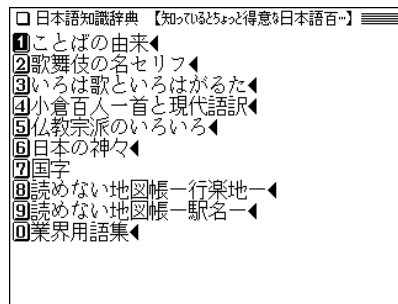 □ 日本語知識辞典 【知っているとちょっと得意な日本語百…】
1ことばの由来◀
2歌舞伎の名セリフ◀
3いろは歌といろはがるた◀
4小倉百人一首と現代語訳◀
5仏教宗派のいろいろ◀
6日本の神々◀
7国字
8読めない地図帳ー行楽地ー◀
9読めない地図帳ー駅名ー◀
0業界用語集◀